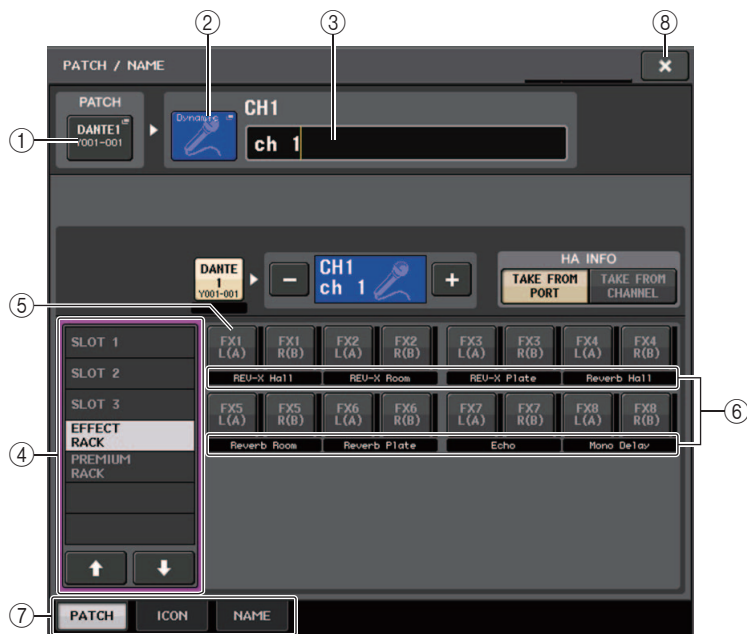 ② ③ ⑧
PATCH / NAME ×
PATCH
① DANTE1
Y001-001
Dynamic
CH1
ch 1
DANTE
1
Y001-001
−
CH1
ch 1
+
HA INFO
TAKE FROM
PORT
TAKE FROM
CHANNEL
⑤
④
SLOT 1
SLOT 2
SLOT 3
EFFECT
RACK
PREMIUM
RACK
FX1
L(A)
FX1
R(B)
FX2
L(A)
FX2
R(B)
FX3
L(A)
FX3
R(B)
FX4
L(A)
FX4
R(B)
REV-X Hall REV-X Room REV-X Plate Reverb Hall
⑥
FX5
L(A)
FX5
R(B)
FX6
L(A)
FX6
R(B)
FX7
L(A)
FX7
R(B)
FX8
L(A)
FX8
R(B)
Reverb Room Reverb Plate Echo Mono Delay
⑦ PATCH ICON NAME